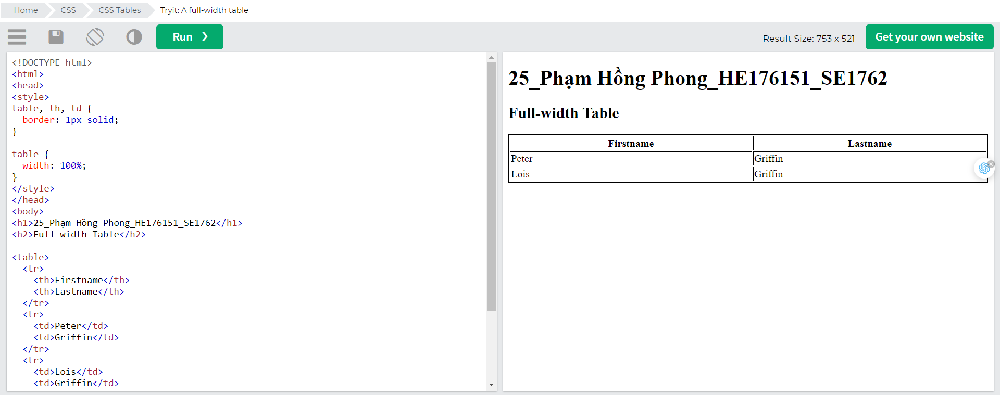 Home CSS CSS Tables Tryit: A full-width table
Run ❯ Result Size: 753 x 521 Get your own website
<!DOCTYPE html>
<html>
<head>
<style>
table, th, td {
  border: 1px solid;
}

table {
  width: 100%;
}
</style>
</head>
<body>
<h1>25_Phạm Hồng Phong_HE176151_SE1762</h1>
<h2>Full-width Table</h2>

<table>
  <tr>
    <th>Firstname</th>
    <th>Lastname</th>
  </tr>
  <tr>
    <td>Peter</td>
    <td>Griffin</td>
  </tr>
  <tr>
    <td>Lois</td>
    <td>Griffin</td>
25_Phạm Hồng Phong_HE176151_SE1762
Full-width Table
Firstname Lastname
Peter Griffin
Lois Griffin